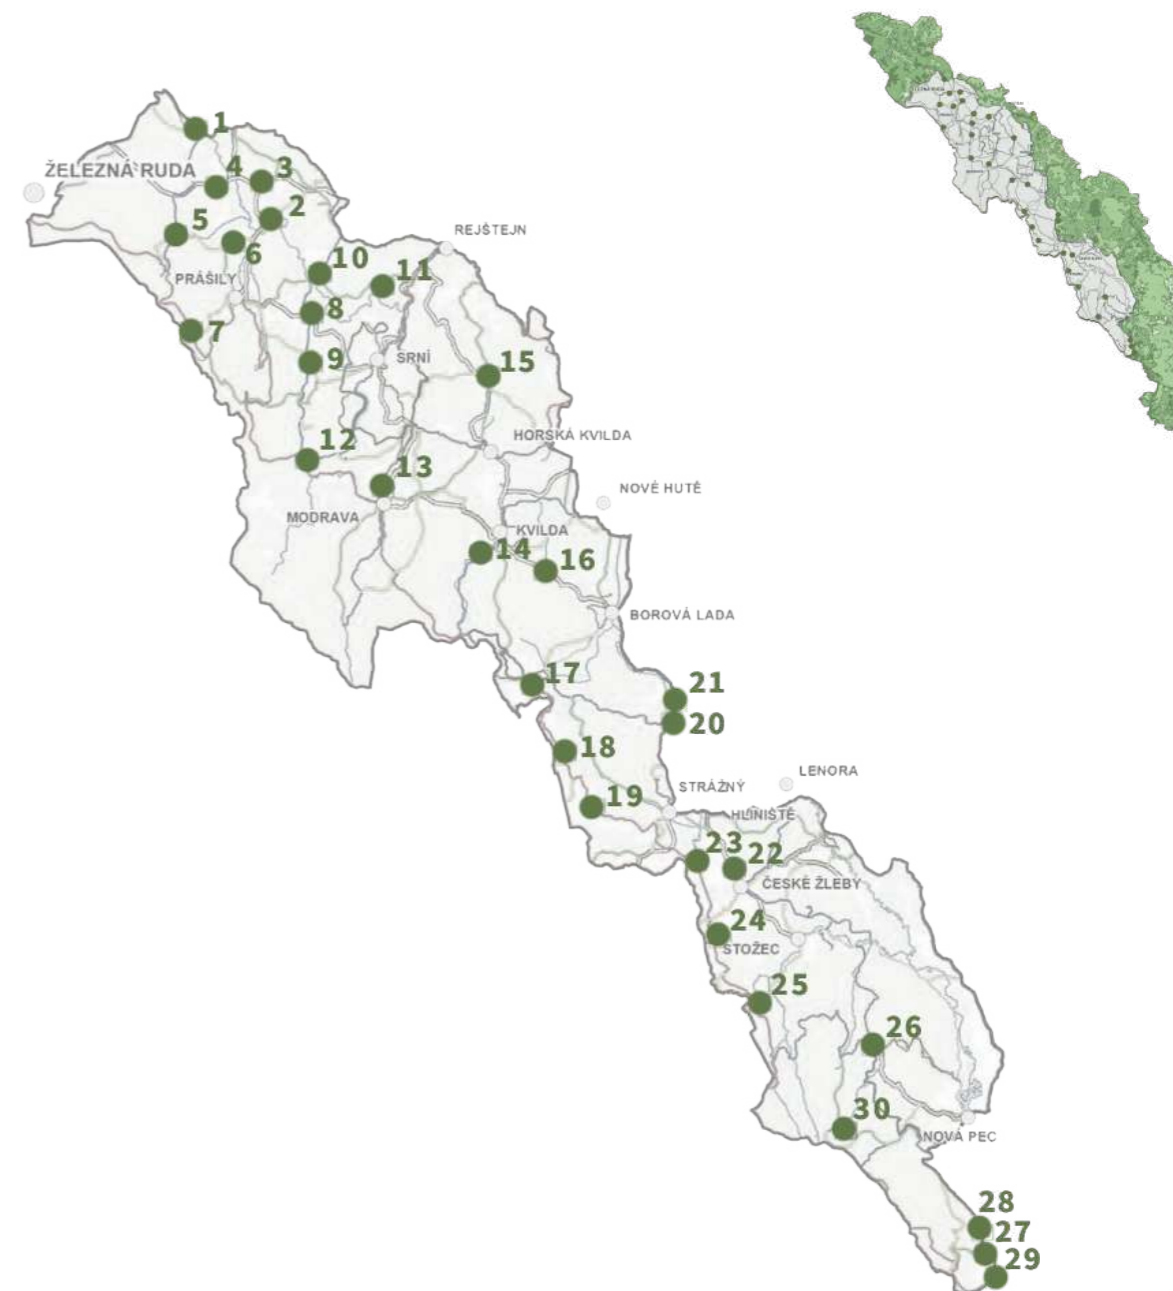 1
ŽELEZNÁ RUDA
4
3
2
5
REJŠTEJN
6
10
PRÁŠILY
11
8
7
9
SRNÍ
15
HORSKÁ KVILDA
12
13
NOVÉ HUTĚ
MODRAVA
KVILDA
14
16
BOROVÁ LADA
17
21
20
18
LENORA
STRÁŽNÝ
19
HLINIŠTĚ
23
22
ČESKÉ ŽLEBY
24
STOŽEC
25
26
30
NOVÁ PEC
28
27
29